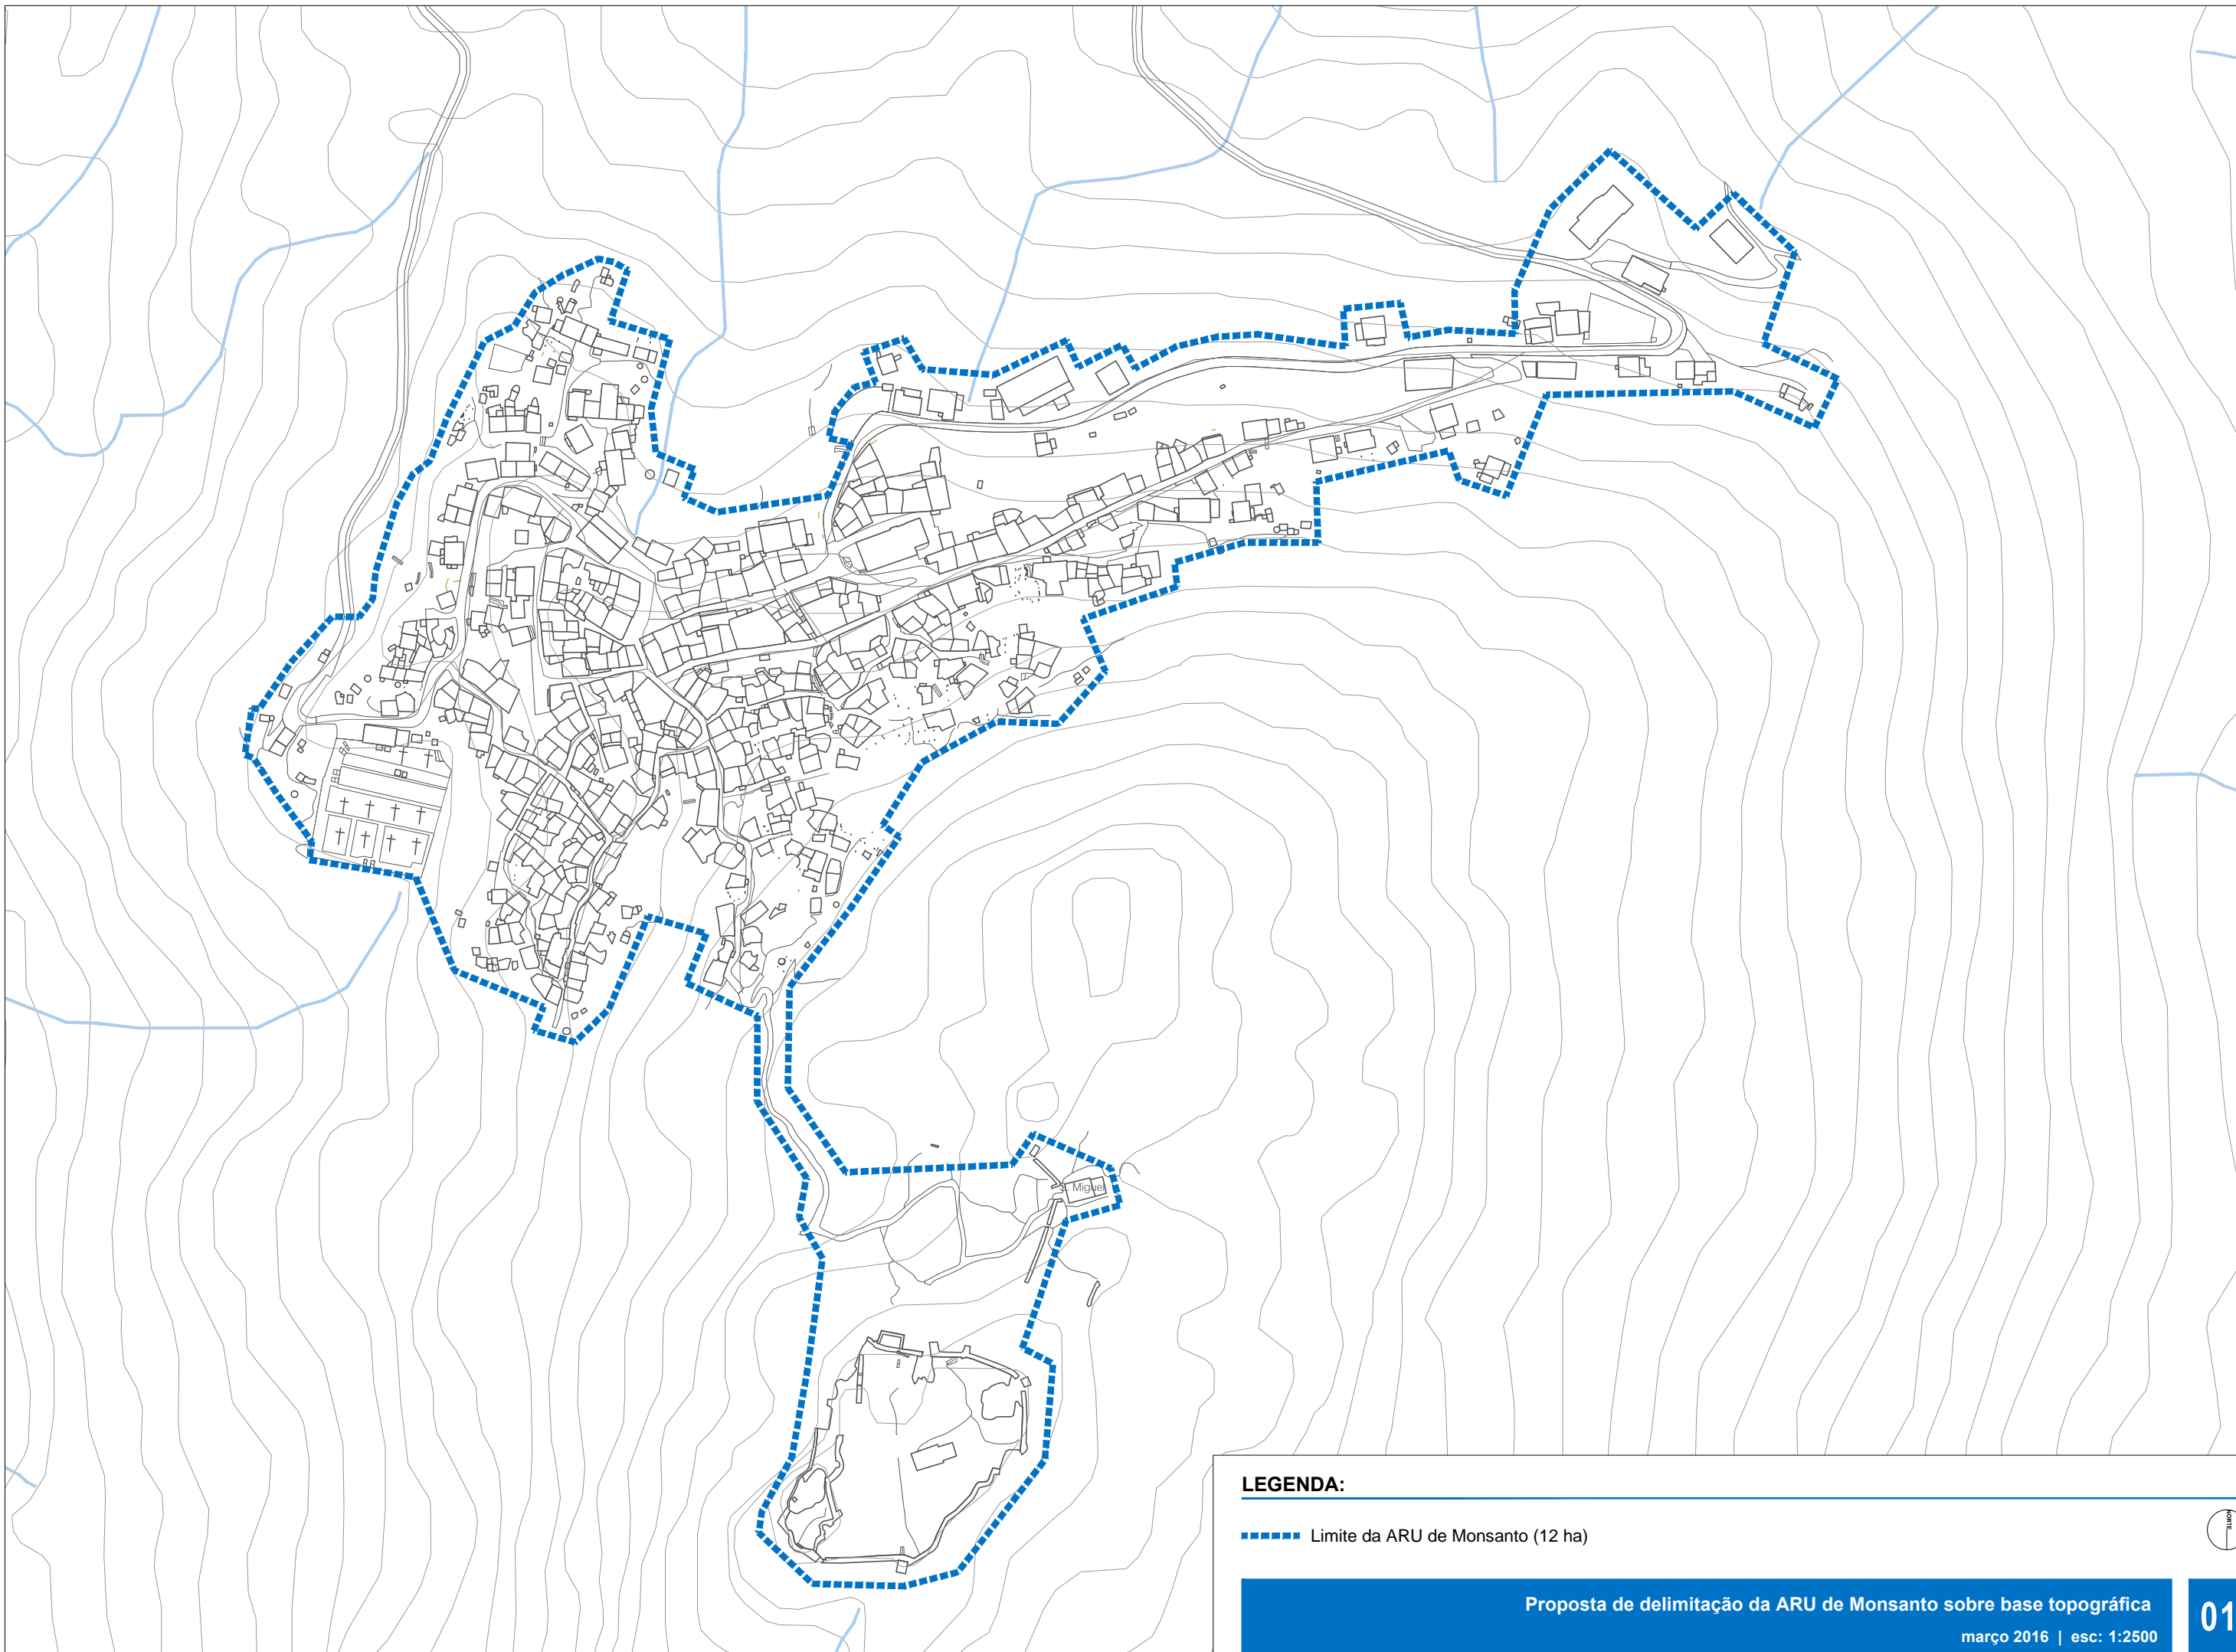 S. Miguel
LEGENDA:
Limite da ARU de Monsanto (12 ha)
NORTE
Proposta de delimitação da ARU de Monsanto sobre base topográfica
março 2016 | esc: 1:2500
01